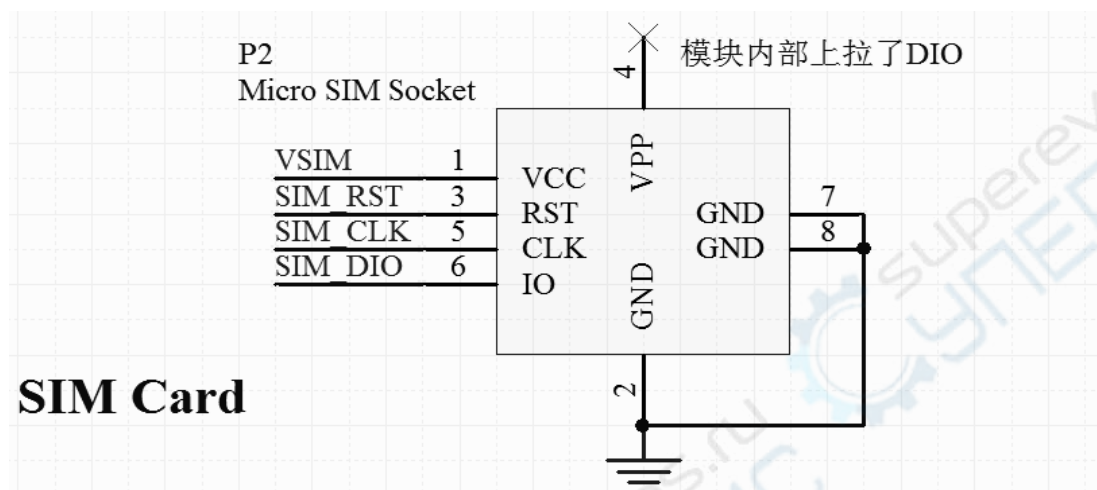 P2
模块内部上拉了DIO
Micro SIM Socket
4
VPP
VSIM 1 VCC
SIM_RST 3 RST
GND 7
SIM_CLK 5 CLK
GND 8
SIM_DIO 6 IO
GND
2
SIM Card